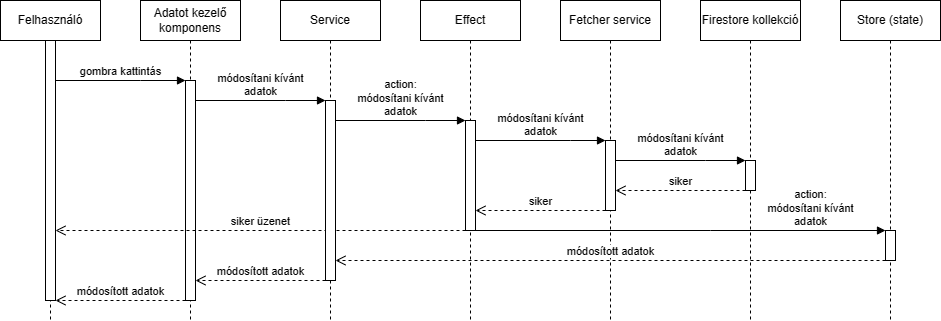 Felhasználó
Adatot kezelő
komponens
Service
Effect
Fetcher service
Firestore kollekció
Store (state)
gombra kattintás
módosítani kívánt
adatok
action:
módosítani kívánt
adatok
módosítani kívánt
adatok
módosítani kívánt
adatok
siker
siker
action:
módosítani kívánt
adatok
siker üzenet
módosított adatok
módosított adatok
módosított adatok